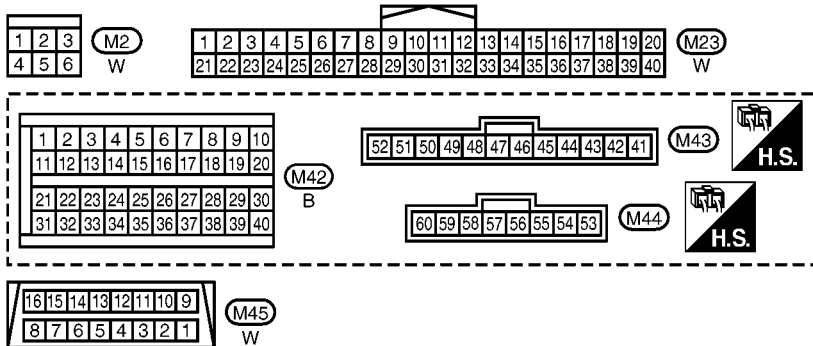 1 2 3
4 5 6
M2
W
1 2 3 4 5 6 7 8 9 10 11 12 13 14 15 16 17 18 19 20
21 22 23 24 25 26 27 28 29 30 31 32 33 34 35 36 37 38 39 40
M23
W
1 2 3 4 5 6 7 8 9 10
11 12 13 14 15 16 17 18 19 20
21 22 23 24 25 26 27 28 29 30
31 32 33 34 35 36 37 38 39 40
M42
B
52 51 50 49 48 47 46 45 44 43 42 41
M43
H.S.
60 59 58 57 56 55 54 53
M44
H.S.
16 15 14 13 12 11 10 9
8 7 6 5 4 3 2 1
M45
W